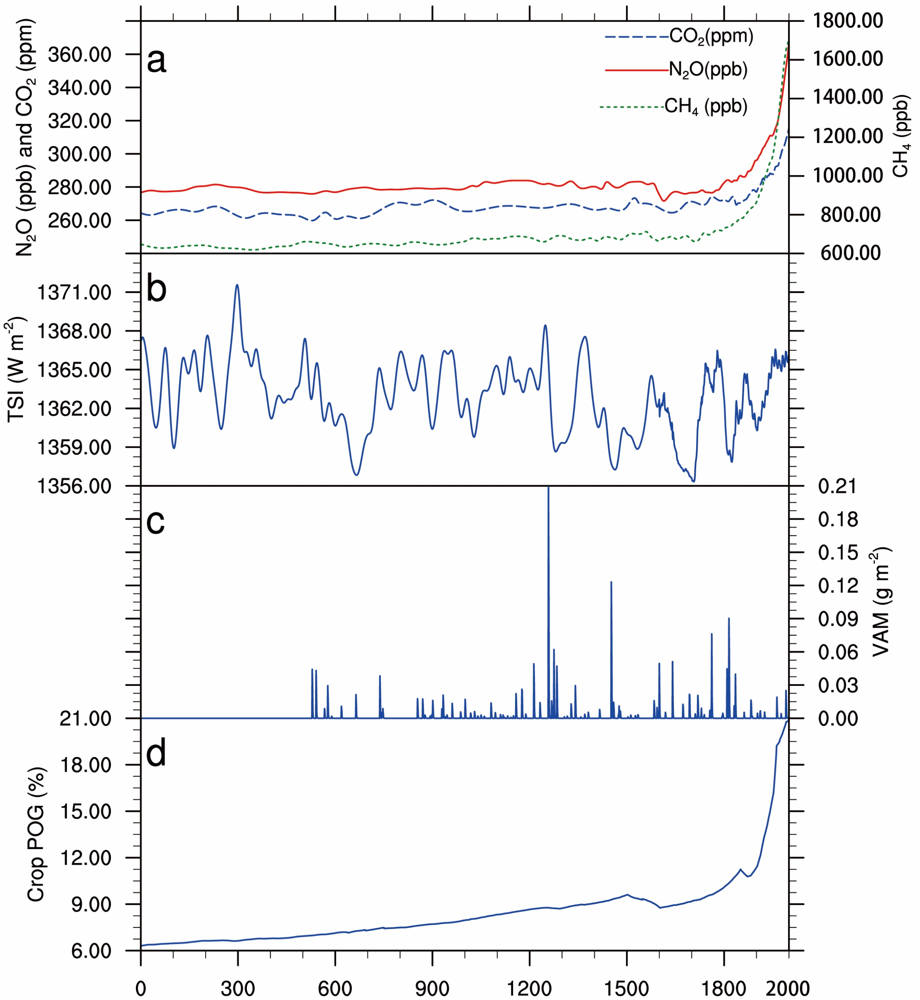 a
N₂O (ppb) and CO₂ (ppm)
360.00
340.00
320.00
300.00
280.00
260.00
CO₂(ppm)
N₂O(ppb)
CH₄ (ppb)
1800.00
1600.00
1400.00
1200.00
1000.00
800.00
600.00
CH₄ (ppb)
b
TSI (W m⁻²)
1371.00
1368.00
1365.00
1362.00
1359.00
1356.00
c
0.21
0.18
0.15
0.12
0.09
0.06
0.03
0.00
VAM (g m⁻²)
d
Crop POG (%)
21.00
18.00
15.00
12.00
9.00
6.00
0 300 600 900 1200 1500 1800 2000